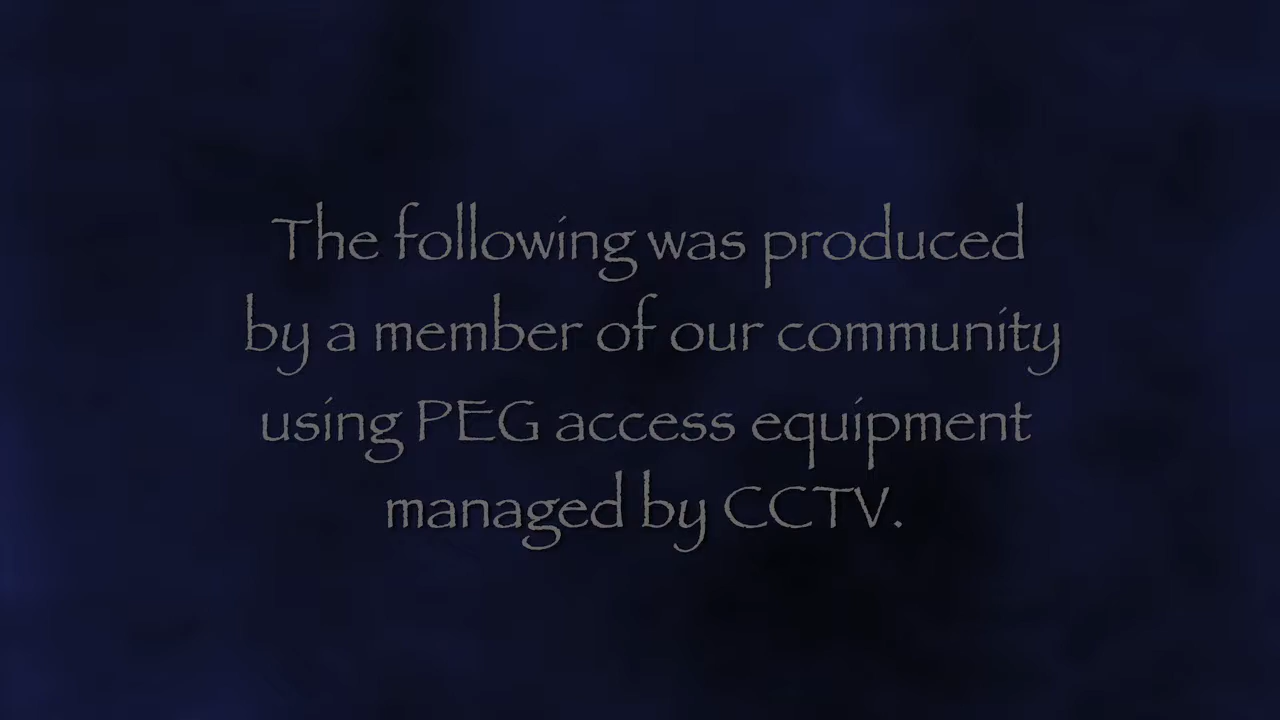 The following was produced
by a member of our community
using PEG access equipment
managed by CCTV.